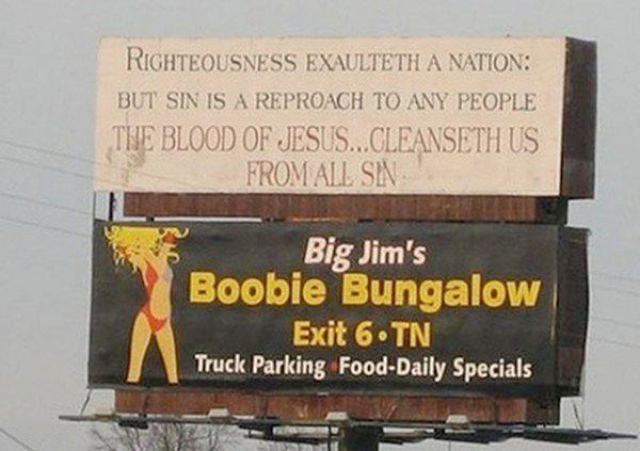 RIGHTEOUSNESS EXAULTETH A NATION:
BUT SIN IS A REPROACH TO ANY PEOPLE
THE BLOOD OF JESUS...CLEANSETH US
FROM ALL SIN
Big Jim's
Boobie Bungalow
Exit 6•TN
Truck Parking•Food-Daily Specials